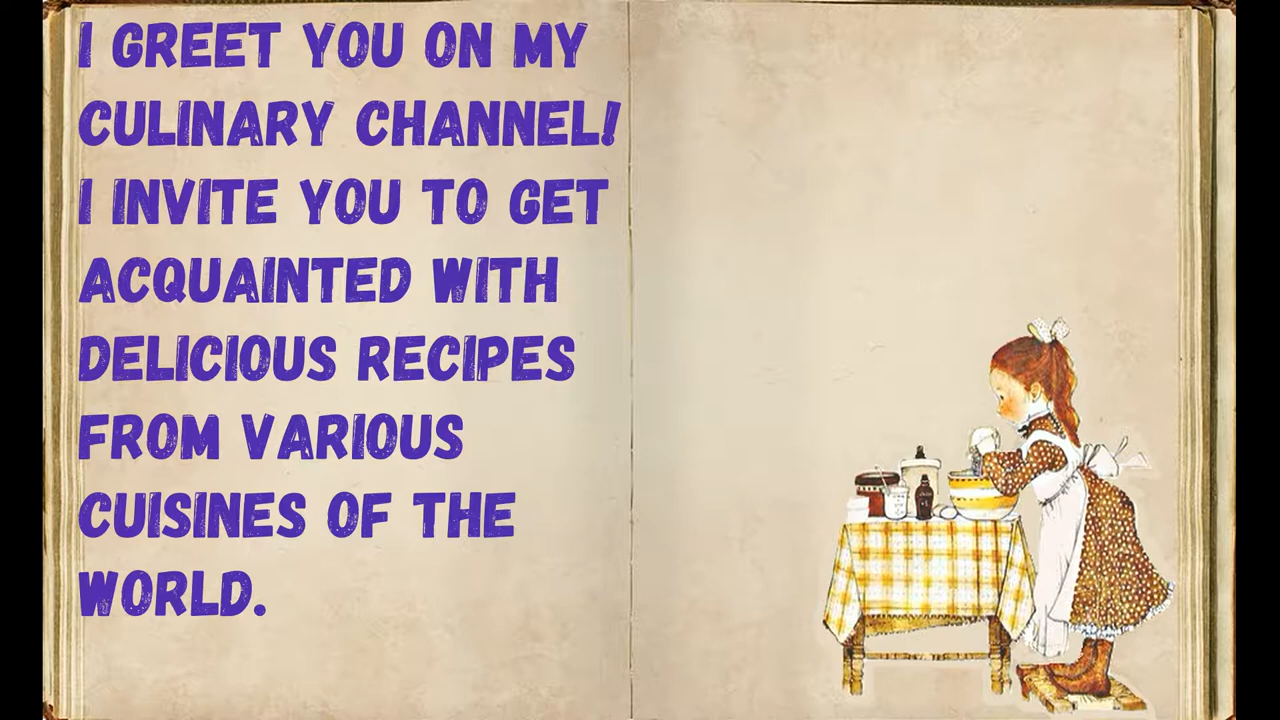 I GREET YOU ON MY
CULINARY CHANNEL!
I INVITE YOU TO GET
ACQUAINTED WITH
DELICIOUS RECIPES
FROM VARIOUS
CUISINES OF THE
WORLD.